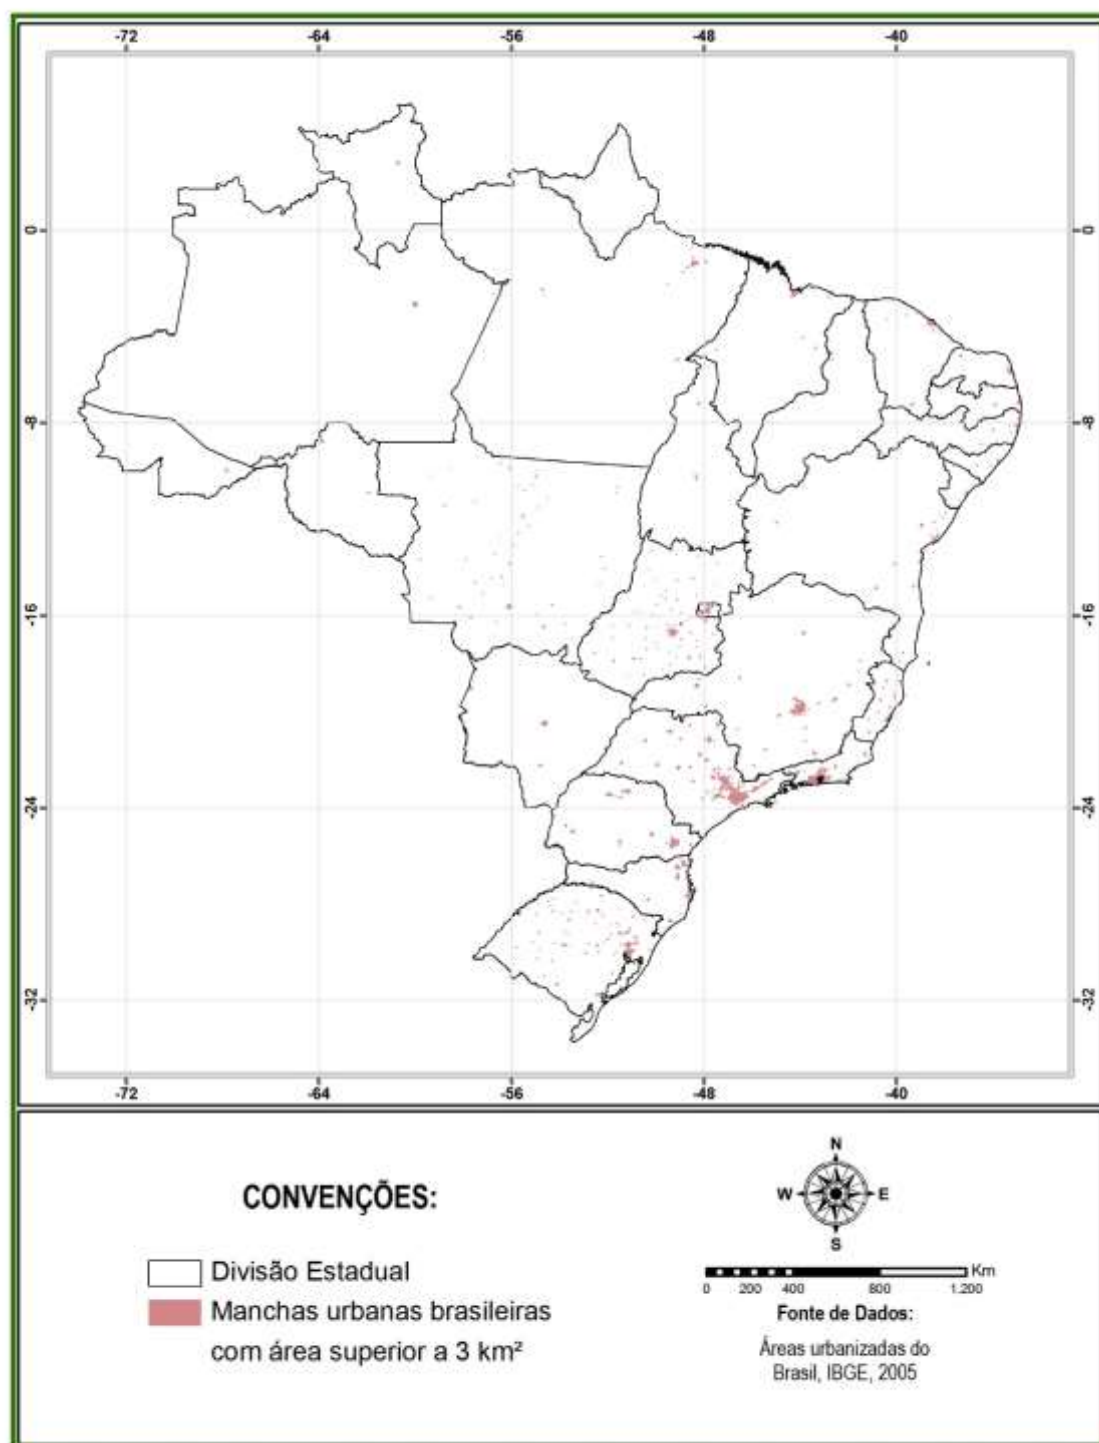 -72 -64 -56 -48 -40
0 0
-8 -8
-16 -16
-24 -24
-32 -32
-72 -64 -56 -48 -40
CONVENÇÕES:
Divisão Estadual
Manchas urbanas brasileiras
com área superior a 3 km²
N
W E
S
Km
0 200 400 800 1.200
Fonte de Dados:
Áreas urbanizadas do
Brasil, IBGE, 2005